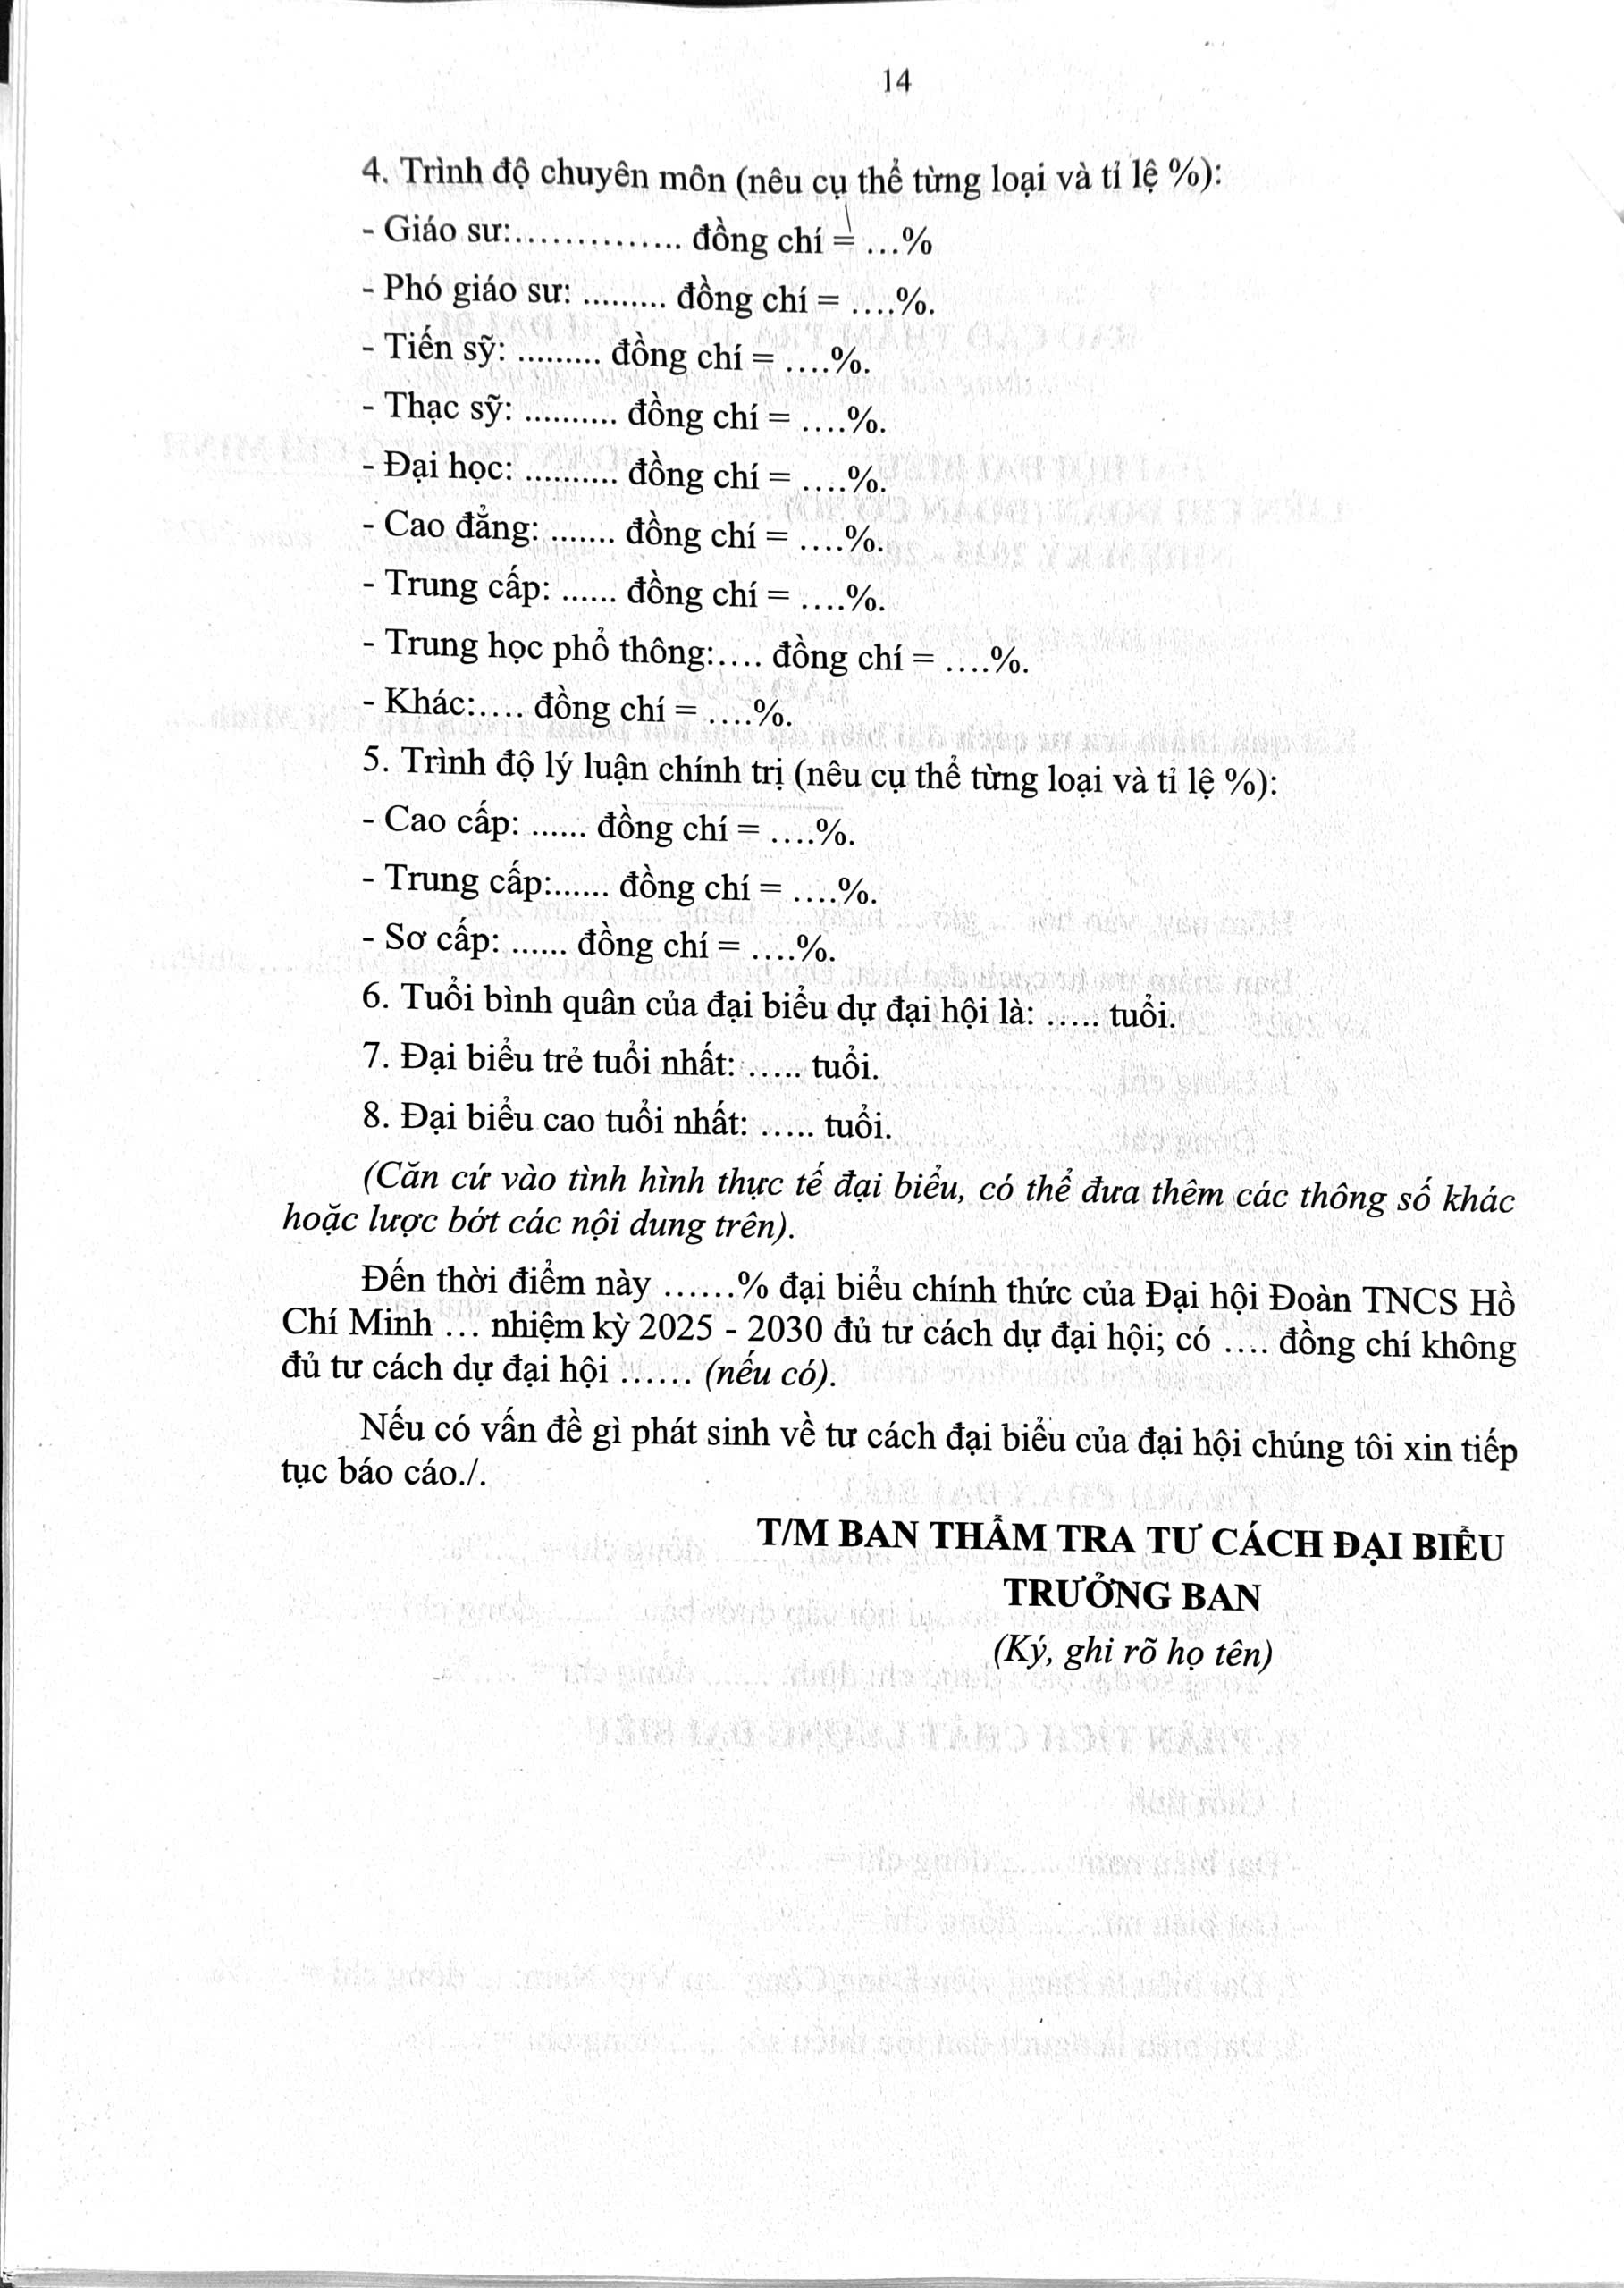 14
4. Trình độ chuyên môn (nêu cụ thể từng loại và tỉ lệ %):
- Giáo sư:…………… đồng chí = …%
- Phó giáo sư: ......... đồng chí = ….%.
- Tiến sỹ: ......... đồng chí = ….%.
- Thạc sỹ: .......... đồng chí = ….%.
- Đại học: .......... đồng chí = ….%.
- Cao đẳng: ....... đồng chí = ….%.
- Trung cấp: ...... đồng chí = ….%.
- Trung học phổ thông:…. đồng chí = ….%.
- Khác:…. đồng chí = ….%.
5. Trình độ lý luận chính trị (nêu cụ thể từng loại và tỉ lệ %):
- Cao cấp: ...... đồng chí = ….%.
- Trung cấp:...... đồng chí = ….%.
- Sơ cấp: ...... đồng chí = ….%.
6. Tuổi bình quân của đại biểu dự đại hội là: ….. tuổi.
7. Đại biểu trẻ tuổi nhất: ….. tuổi.
8. Đại biểu cao tuổi nhất: ….. tuổi.
(Căn cứ vào tình hình thực tế đại biểu, có thể đưa thêm các thông số khác
hoặc lược bớt các nội dung trên).
Đến thời điểm này ……% đại biểu chính thức của Đại hội Đoàn TNCS Hồ
Chí Minh … nhiệm kỳ 2025 - 2030 đủ tư cách dự đại hội; có …. đồng chí không
đủ tư cách dự đại hội …… (nếu có).
Nếu có vấn đề gì phát sinh về tư cách đại biểu của đại hội chúng tôi xin tiếp
tục báo cáo./.
T/M BAN THẨM TRA TƯ CÁCH ĐẠI BIỂU
TRƯỞNG BAN
(Ký, ghi rõ họ tên)